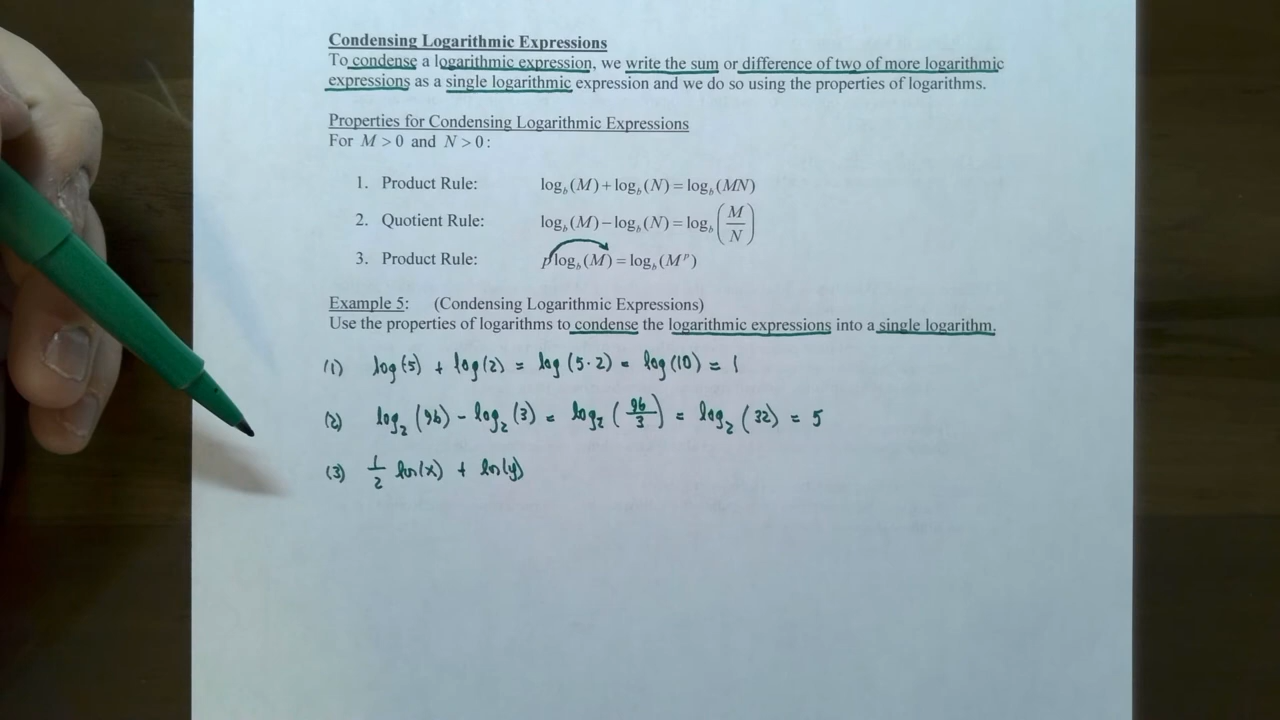 Condensing Logarithmic Expressions
To condense a logarithmic expression, we write the sum or difference of two of more logarithmic
expressions as a single logarithmic expression and we do so using the properties of logarithms.
Properties for Condensing Logarithmic Expressions
For M > 0 and N > 0 :
1. Product Rule: log_b(M) + log_b(N) = log_b(MN)
2. Quotient Rule: log_b(M) − log_b(N) = log_b(M/N)
3. Product Rule: p log_b(M) = log_b(M^p)
Example 5: (Condensing Logarithmic Expressions)
Use the properties of logarithms to condense the logarithmic expressions into a single logarithm.
(1) log(5) + log(2) = log(5·2) = log(10) = 1
(2) log₂(96) − log₂(3) = log₂(96/3) = log₂(32) = 5
(3) 1/2 ln(x) + ln(y)